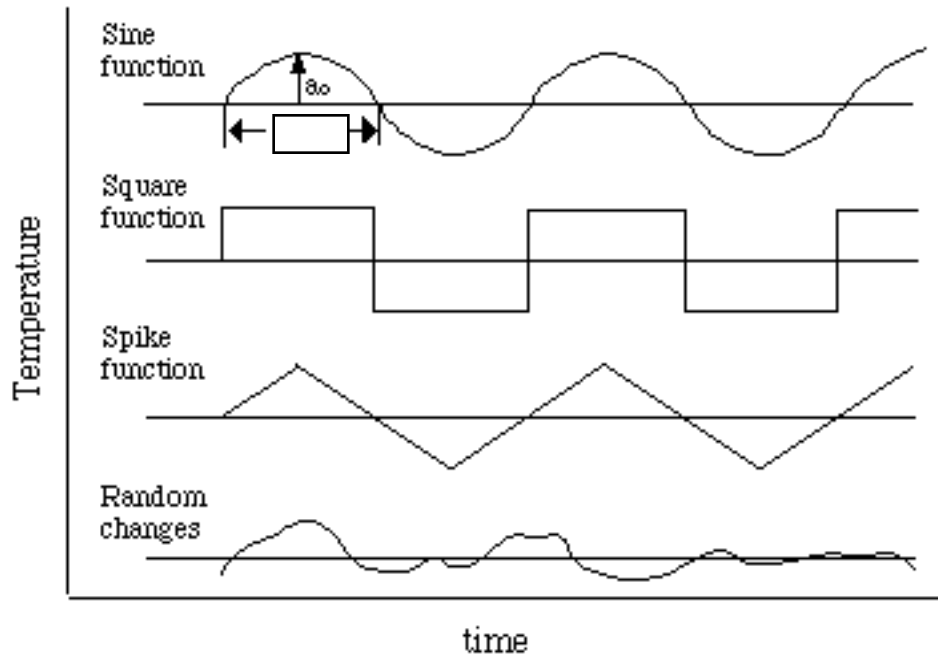 Sine
function
a₀
Square
function
Temperature
Spike
function
Random
changes
time